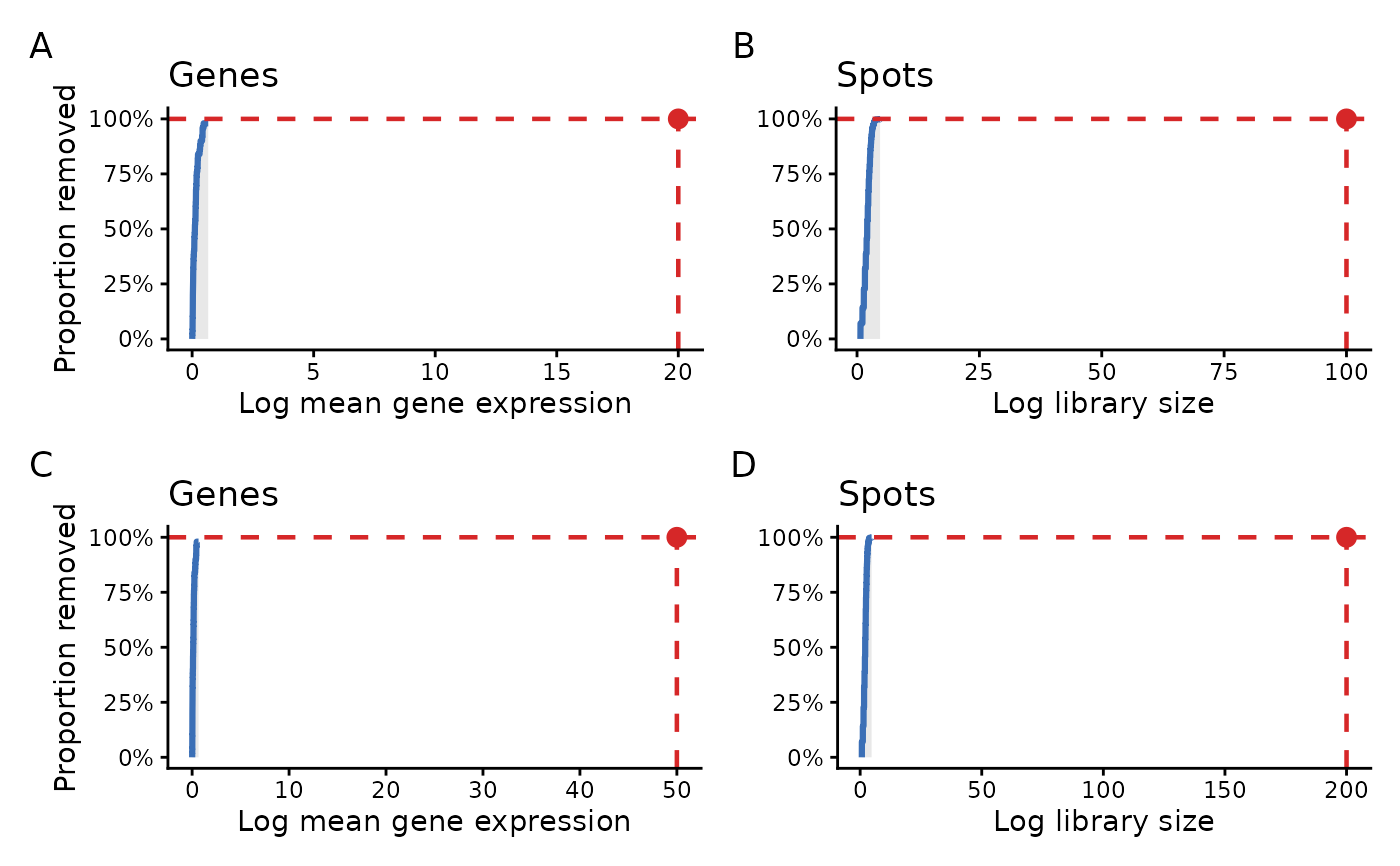 A
Genes
Proportion removed
100%
75%
50%
25%
0%
0 5 10 15 20
Log mean gene expression
B
Spots
100%
75%
50%
25%
0%
0 25 50 75 100
Log library size
C
Genes
Proportion removed
100%
75%
50%
25%
0%
0 10 20 30 40 50
Log mean gene expression
D
Spots
100%
75%
50%
25%
0%
0 50 100 150 200
Log library size